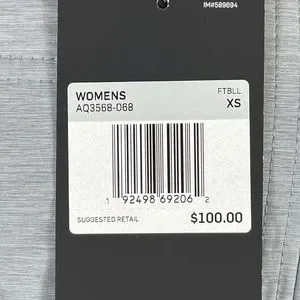 IM#589694
WOMENS
AQ3568-068
FTBLL
XS
1 92498 69206 2
SUGGESTED RETAIL
$100.00